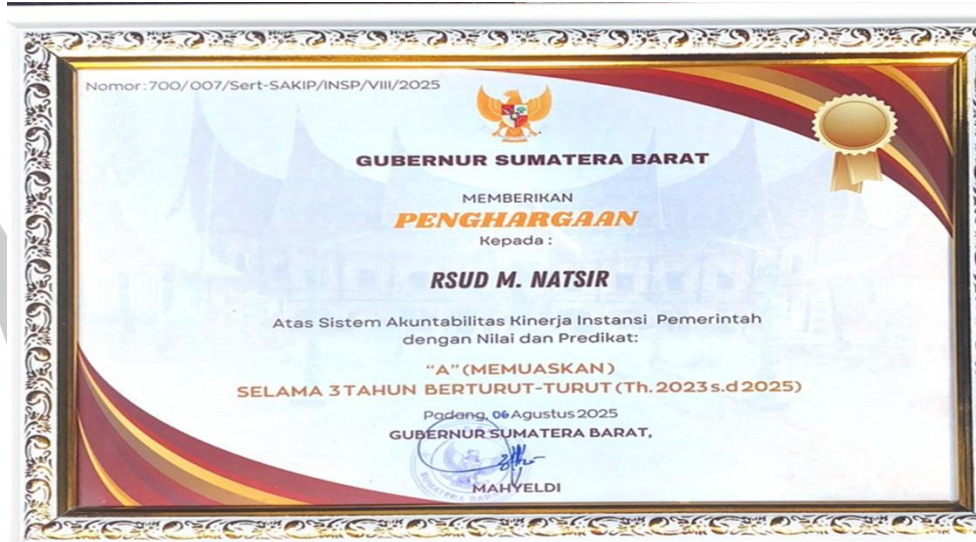 Nomor : 700/007/Sert-SAKIP/INSP/VIII/2025
GUBERNUR SUMATERA BARAT
MEMBERIKAN
PENGHARGAAN
Kepada :
RSUD M. NATSIR
Atas Sistem Akuntabilitas Kinerja Instansi Pemerintah
dengan Nilai dan Predikat:
"A" (MEMUASKAN)
SELAMA 3 TAHUN BERTURUT-TURUT (Th. 2023 s.d 2025)
Padang, 06 Agustus 2025
GUBERNUR SUMATERA BARAT,
MAHYELDI
SUMATERA BARAT